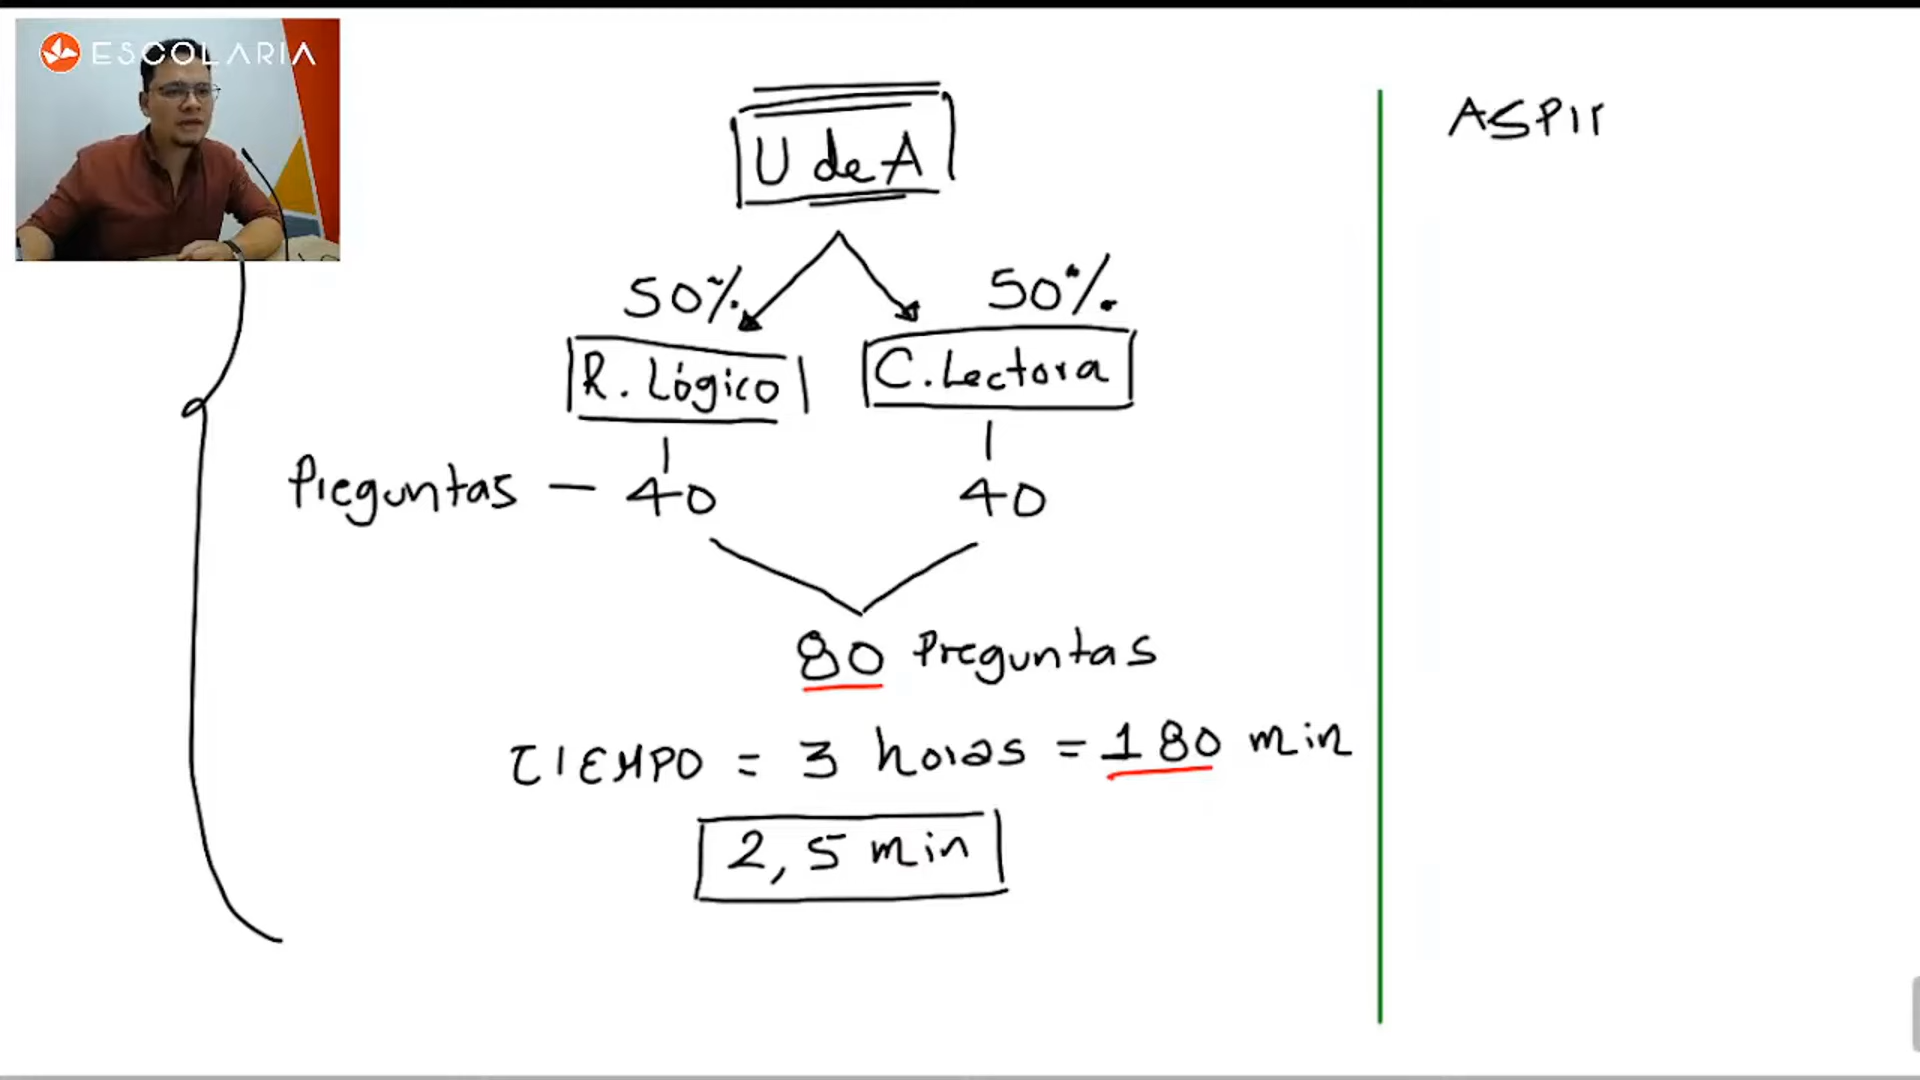 ESCOLARIA
U de A
50% 50%
R. Lógico C. Lectora
Preguntas - 40 40
80 Preguntas
TIEMPO = 3 horas = 180 min
2,5 min
ASPIr